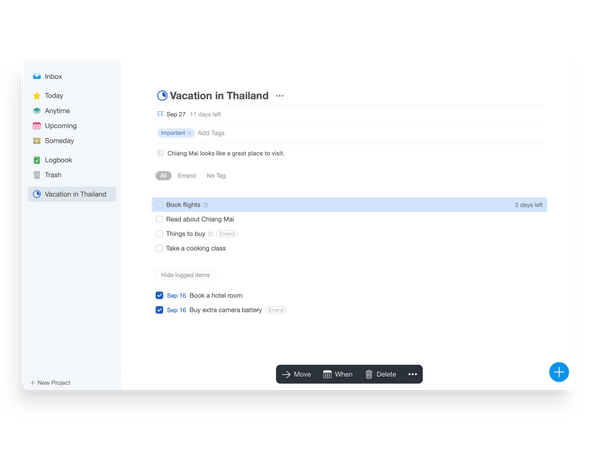 Inbox
Today
Anytime
Upcoming
Someday
Logbook
Trash
Vacation in Thailand
New Project
Vacation in Thailand
Sep 27 11 days left
Important × Add Tags
Chiang Mai looks like a great place to visit.
All Errand No Tag
Book flights 2 days left
Read about Chiang Mai
Things to buy Errand
Take a cooking class
Hide logged items
Sep 16 Book a hotel room
Sep 16 Buy extra camera battery Errand
Move When Delete